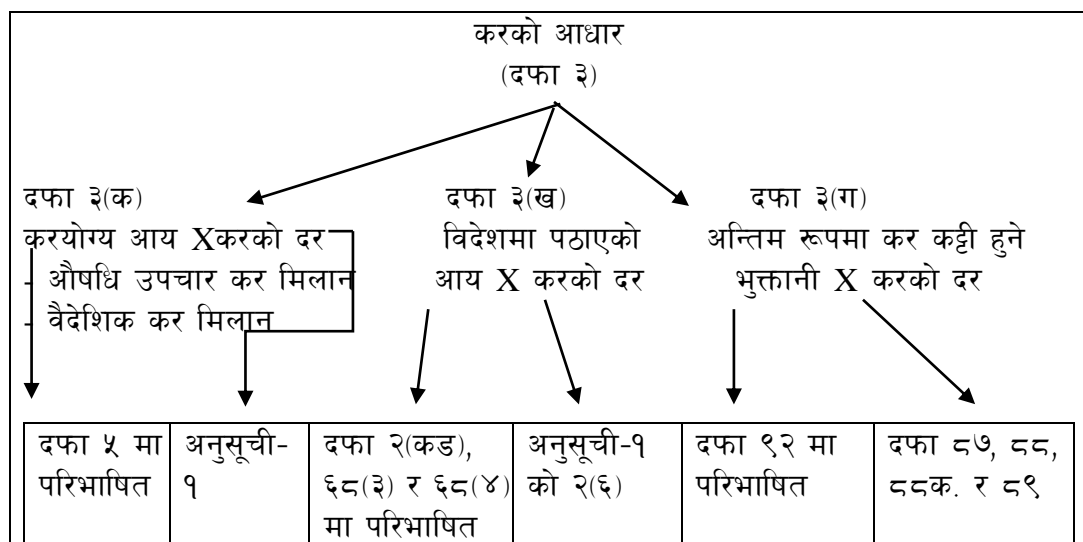 करको आधार
(दफा ३)
दफा ३(क)
करयोग्य आय Xकरको दर
- औषधि उपचार कर मिलान
- वैदेशिक कर मिलान
दफा ३(ख)
विदेशमा पठाएको
आय X करको दर
दफा ३(ग)
अन्तिम रूपमा कर कट्टी हुने
भुक्तानी X करको दर
दफा ५ मा
परिभाषित
अनुसूची-
१
दफा २(कड),
६८(३) र ६८(४)
मा परिभाषित
अनुसूची-१
को २(६)
दफा ९२ मा
परिभाषित
दफा ८७, ८८,
८८क. र ८९